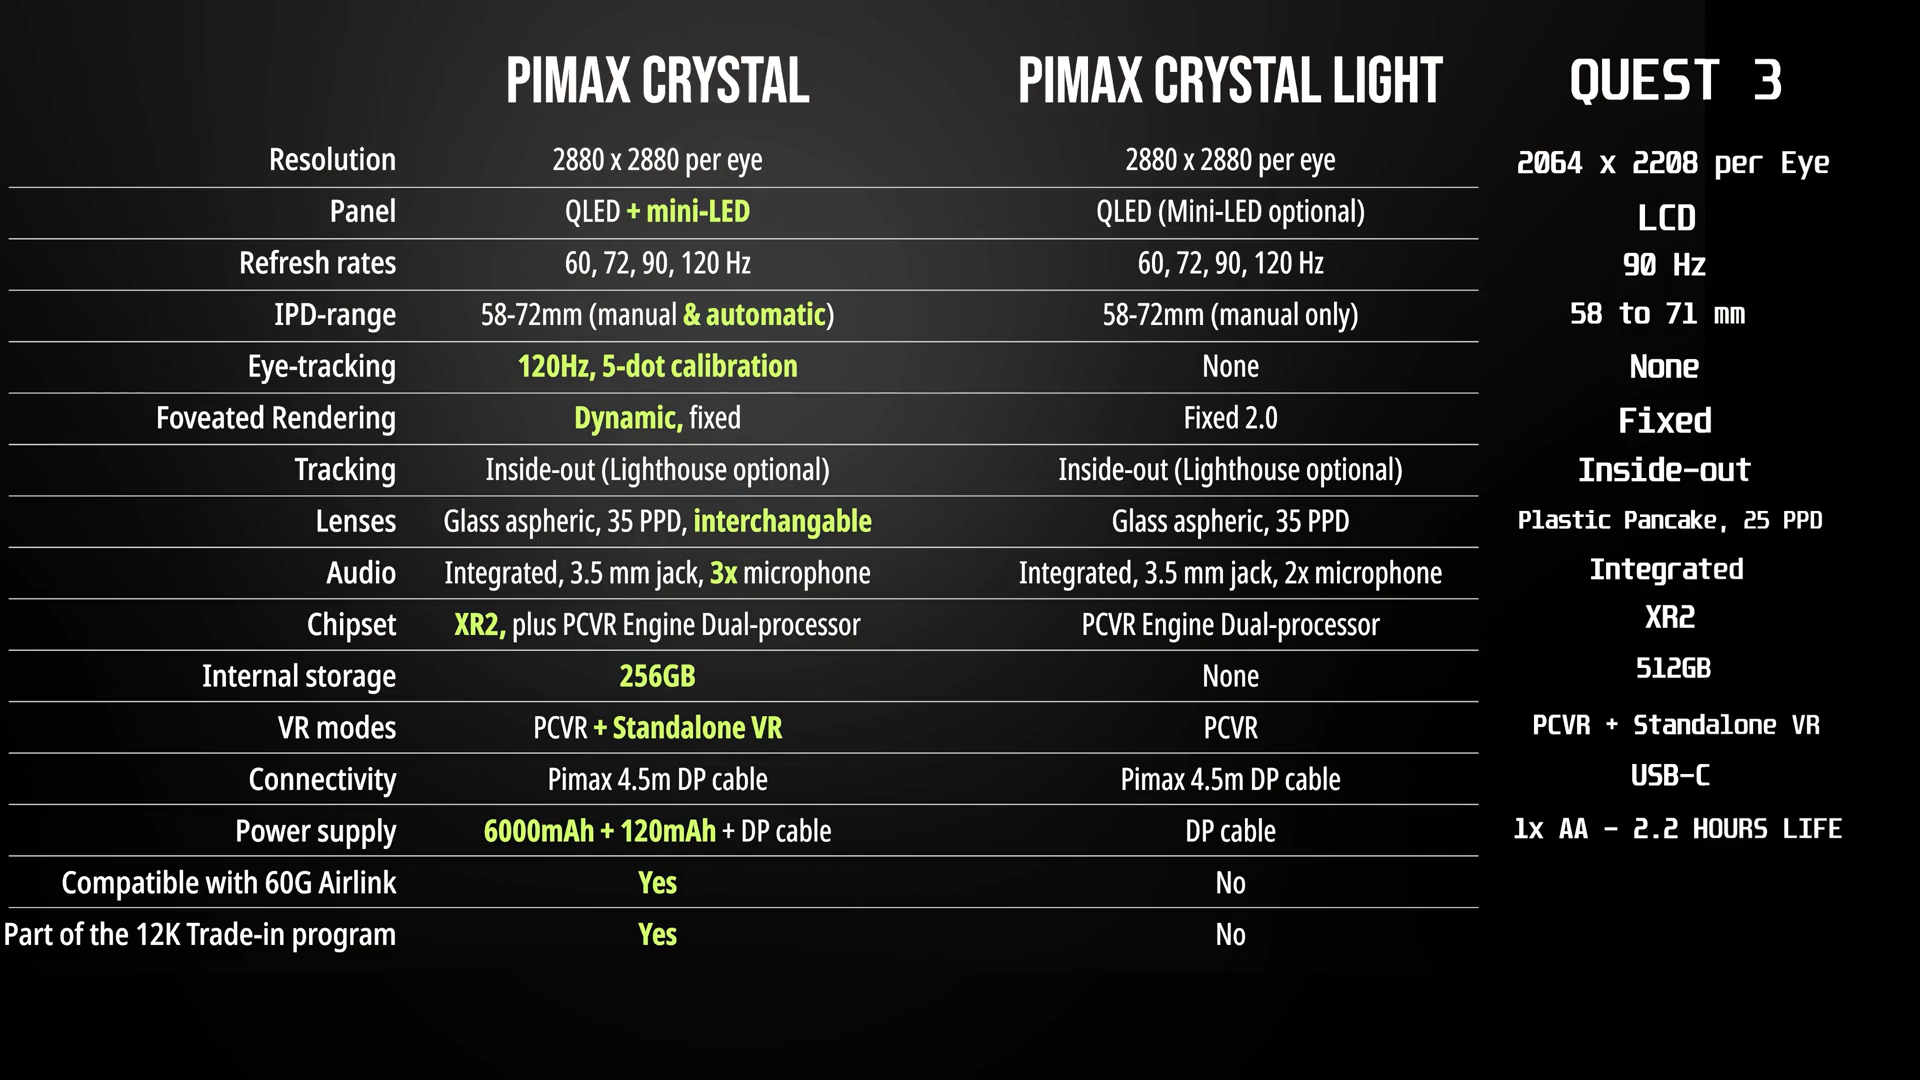 PIMAX CRYSTAL PIMAX CRYSTAL LIGHT QUEST 3
Resolution 2880 x 2880 per eye 2880 x 2880 per eye 2064 x 2208 per Eye
Panel QLED + mini-LED QLED (Mini-LED optional) LCD
Refresh rates 60, 72, 90, 120 Hz 60, 72, 90, 120 Hz 90 Hz
IPD-range 58-72mm (manual & automatic) 58-72mm (manual only) 58 to 71 mm
Eye-tracking 120Hz, 5-dot calibration None None
Foveated Rendering Dynamic, fixed Fixed 2.0 Fixed
Tracking Inside-out (Lighthouse optional) Inside-out (Lighthouse optional) Inside-out
Lenses Glass aspheric, 35 PPD, interchangable Glass aspheric, 35 PPD Plastic Pancake, 25 PPD
Audio Integrated, 3.5 mm jack, 3x microphone Integrated, 3.5 mm jack, 2x microphone Integrated
Chipset XR2, plus PCVR Engine Dual-processor PCVR Engine Dual-processor XR2
Internal storage 256GB None 512GB
VR modes PCVR + Standalone VR PCVR PCVR + Standalone VR
Connectivity Pimax 4.5m DP cable Pimax 4.5m DP cable USB-C
Power supply 6000mAh + 120mAh + DP cable DP cable 1x AA - 2.2 HOURS LIFE
Compatible with 60G Airlink Yes No
Part of the 12K Trade-in program Yes No